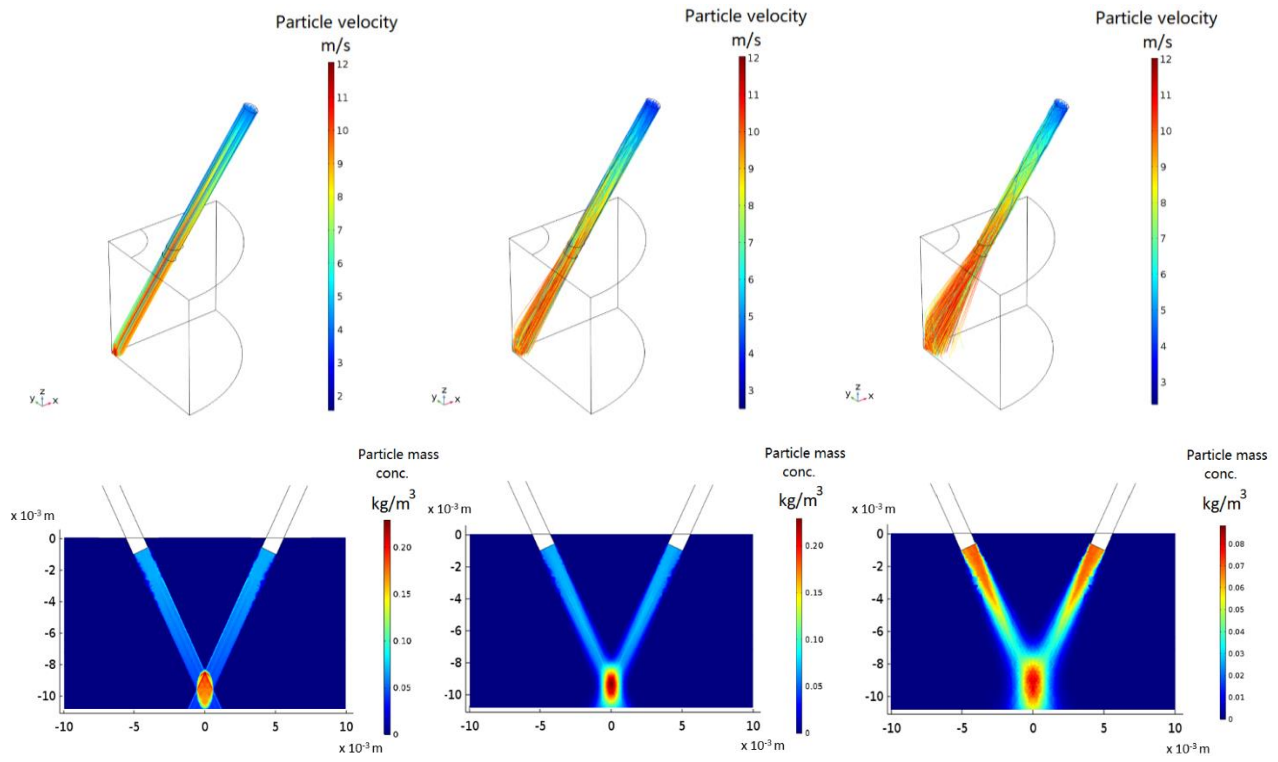 Particle velocity
m/s
12
11
10
9
8
7
6
5
4
3
2
z
y x
Particle velocity
m/s
12
11
10
9
8
7
6
5
4
3
z
y x
Particle velocity
m/s
12
11
10
9
8
7
6
5
4
3
z
y x
Particle mass
conc.
kg/m³
x 10⁻³ m
0
-2
-4
-6
-8
-10
-10 -5 0 5 10
x 10⁻³ m
0.20
0.15
0.10
0.05
0
Particle mass
conc.
kg/m³
x 10⁻³ m
0
-2
-4
-6
-8
-10
-10 -5 0 5 10
x 10⁻³ m
0.20
0.15
0.10
0.05
0
Particle mass
conc.
kg/m³
x 10⁻³ m
0
-2
-4
-6
-8
-10
-10 -5 0 5 10
x 10⁻³ m
0.08
0.07
0.06
0.05
0.04
0.03
0.02
0.01
0